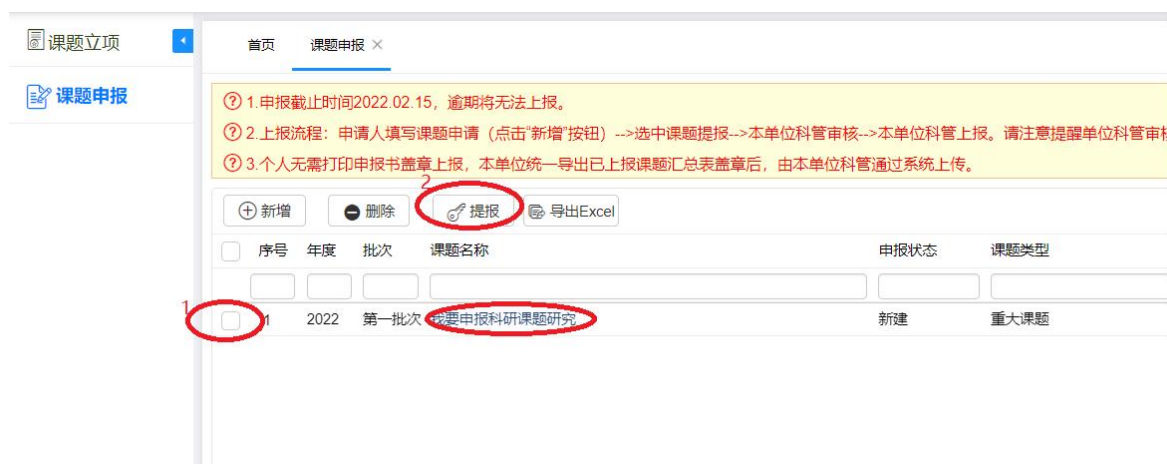 课题立项
首页 课题申报
课题申报
1.申报截止时间2022.02.15，逾期将无法上报。
2.上报流程：申请人填写课题申请（点击“新增”按钮）-->选中课题提报-->本单位科管审核-->本单位科管上报。请注意提醒单位科管审核
3.个人无需打印申报书盖章上报，本单位统一导出已上报课题汇总表盖章后，由本单位科管通过系统上传。
2
新增 删除 提报 导出Excel
序号 年度 批次 课题名称 申报状态 课题类型
1
1 2022 第一批次 我要申报科研课题研究 新建 重大课题